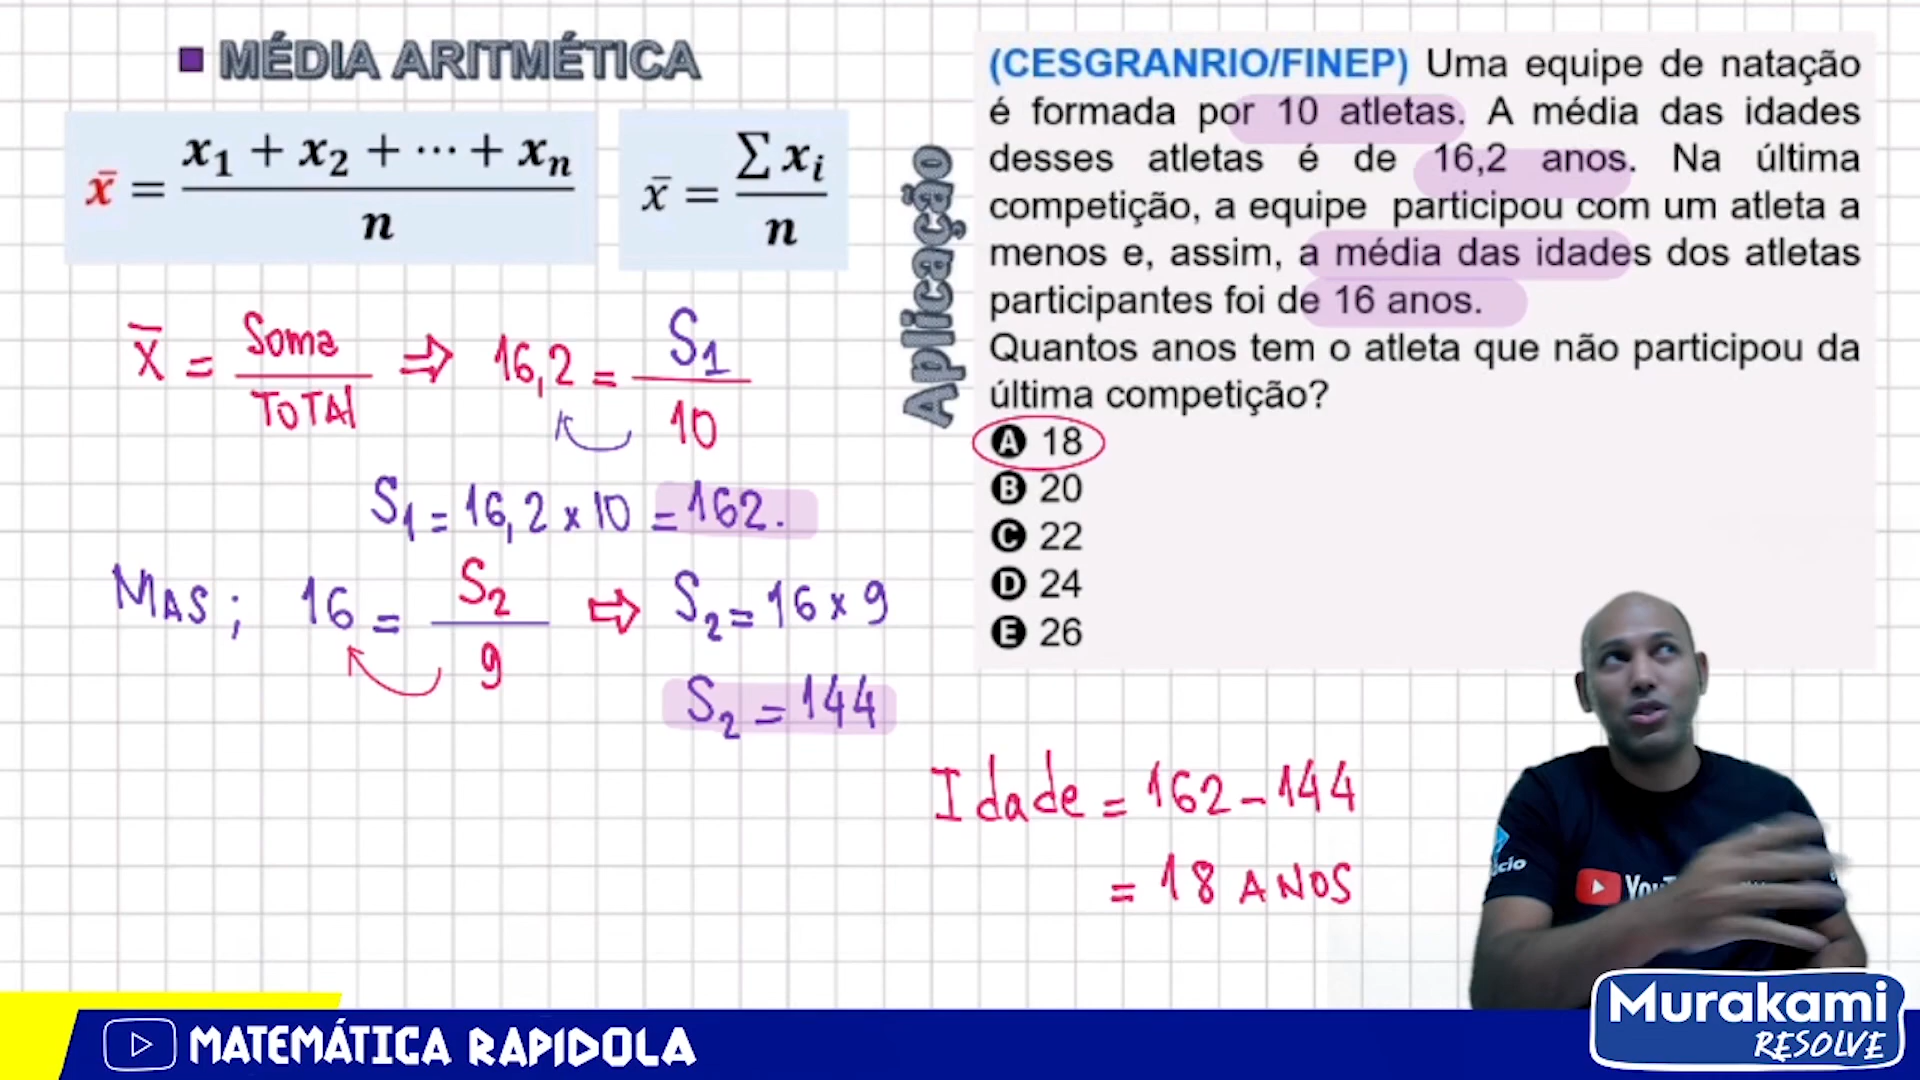 MÉDIA ARITMÉTICA
x̄ = (x₁ + x₂ + ⋯ + xₙ) / n
x̄ = ∑ xᵢ / n
X̄ = Soma / TOTAL ⇒ 16,2 = S₁ / 10
S₁ = 16,2 × 10 = 162.
MAS; 16 = S₂ / 9 ⇒ S₂ = 16 × 9
S₂ = 144
Aplicação
(CESGRANRIO/FINEP) Uma equipe de natação
é formada por 10 atletas. A média das idades
desses atletas é de 16,2 anos. Na última
competição, a equipe participou com um atleta a
menos e, assim, a média das idades dos atletas
participantes foi de 16 anos.
Quantos anos tem o atleta que não participou da
última competição?
A 18
B 20
C 22
D 24
E 26
Idade = 162 - 144
= 18 ANOS
MATEMÁTICA RAPIDOLA
Murakami
RESOLVE